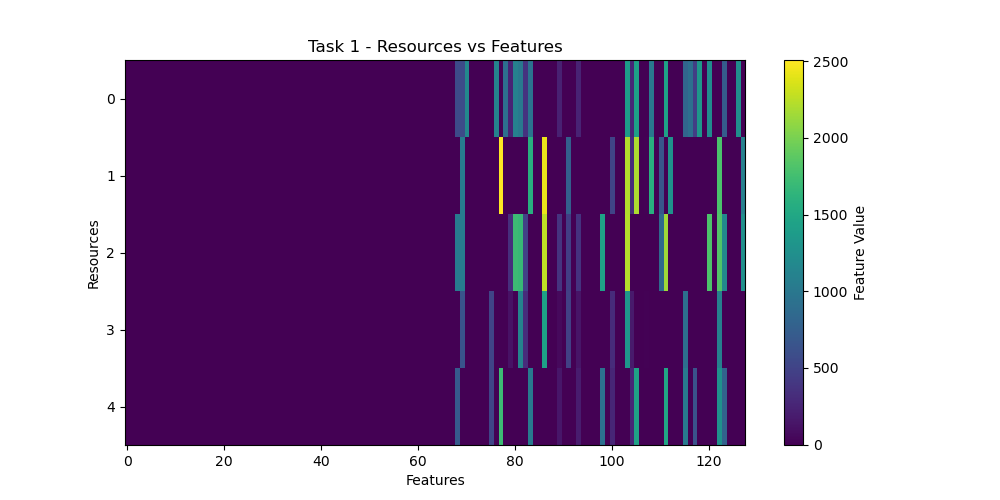 Task 1 - Resources vs Features
Resources
0
1
2
3
4
0 20 40 60 80 100 120
Features
2500
2000
1500
1000
500
0
Feature Value